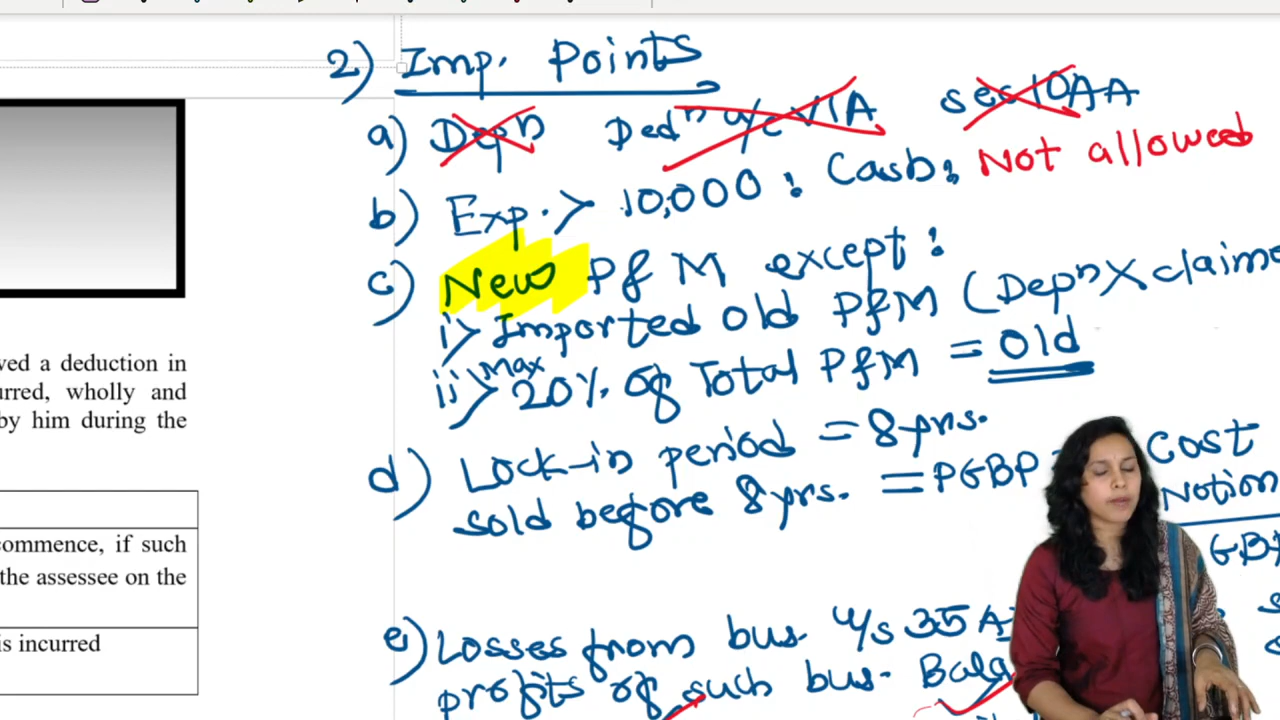 2) Imp. Points
a) Depn Dedn u/c VIA sec 10AA
b) Exp. > 10,000 : Cash : Not allowed
c) New P&M except :
i> Imported old P&M (Depn X claime
ii> Max 20% of Total P&M = Old
d) Lock-in period = 8 yrs.
sold before 8 yrs. = PGBP Cost
Notion
GBP
e) Losses from bus. u/s 35A
profits of such bus. Bala
ved a deduction in
urred, wholly and
by him during the
commence, if such
the assessee on the
is incurred